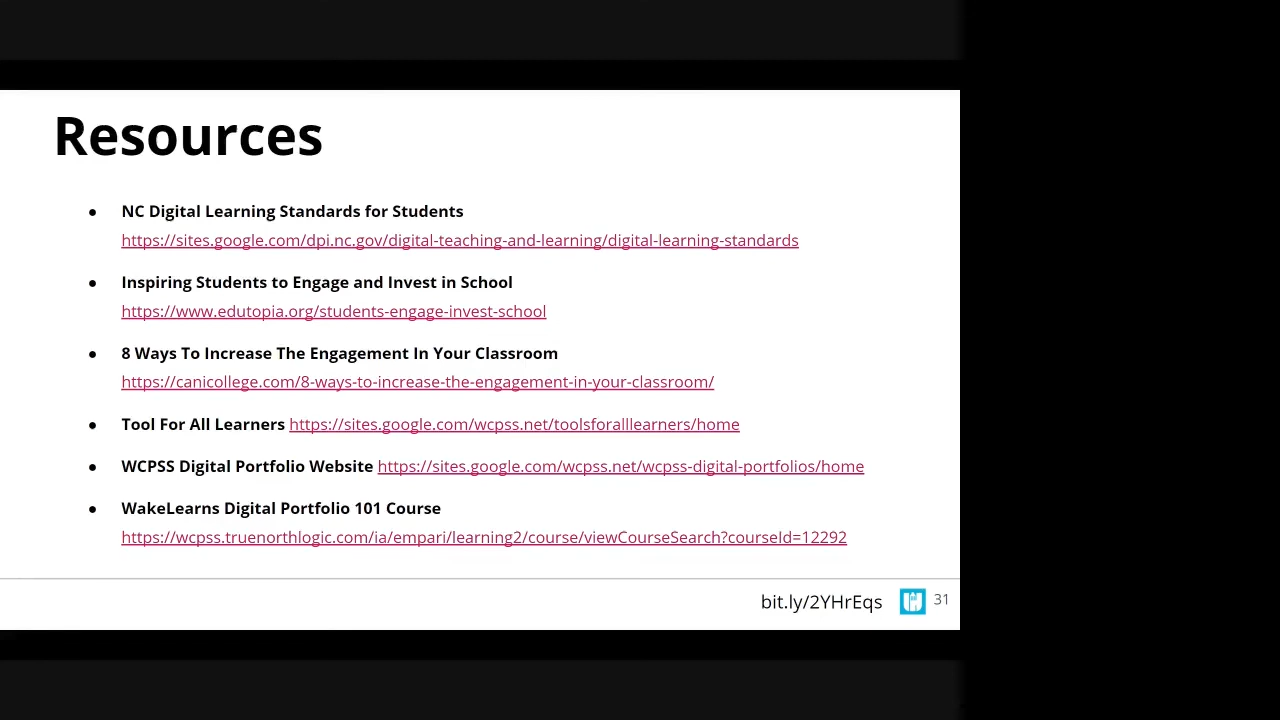 Resources
● NC Digital Learning Standards for Students
https://sites.google.com/dpi.nc.gov/digital-teaching-and-learning/digital-learning-standards
● Inspiring Students to Engage and Invest in School
https://www.edutopia.org/students-engage-invest-school
● 8 Ways To Increase The Engagement In Your Classroom
https://canicollege.com/8-ways-to-increase-the-engagement-in-your-classroom/
● Tool For All Learners https://sites.google.com/wcpss.net/toolsforalllearners/home
● WCPSS Digital Portfolio Website https://sites.google.com/wcpss.net/wcpss-digital-portfolios/home
● WakeLearns Digital Portfolio 101 Course
https://wcpss.truenorthlogic.com/ia/empari/learning2/course/viewCourseSearch?courseId=12292
bit.ly/2YHrEqs 31